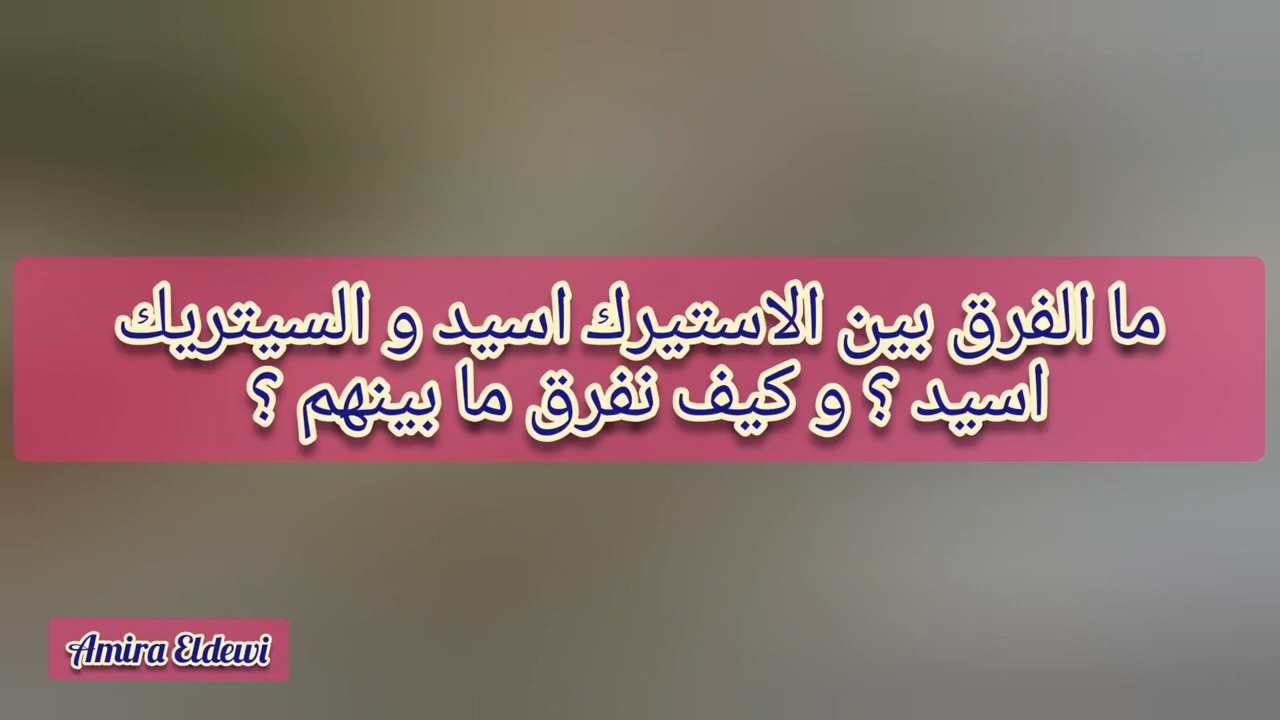 ما الفرق بين الاستيرك اسيد و السيتريك
اسيد ؟ و كيف نفرق ما بينهم ؟
Amira Eldewi